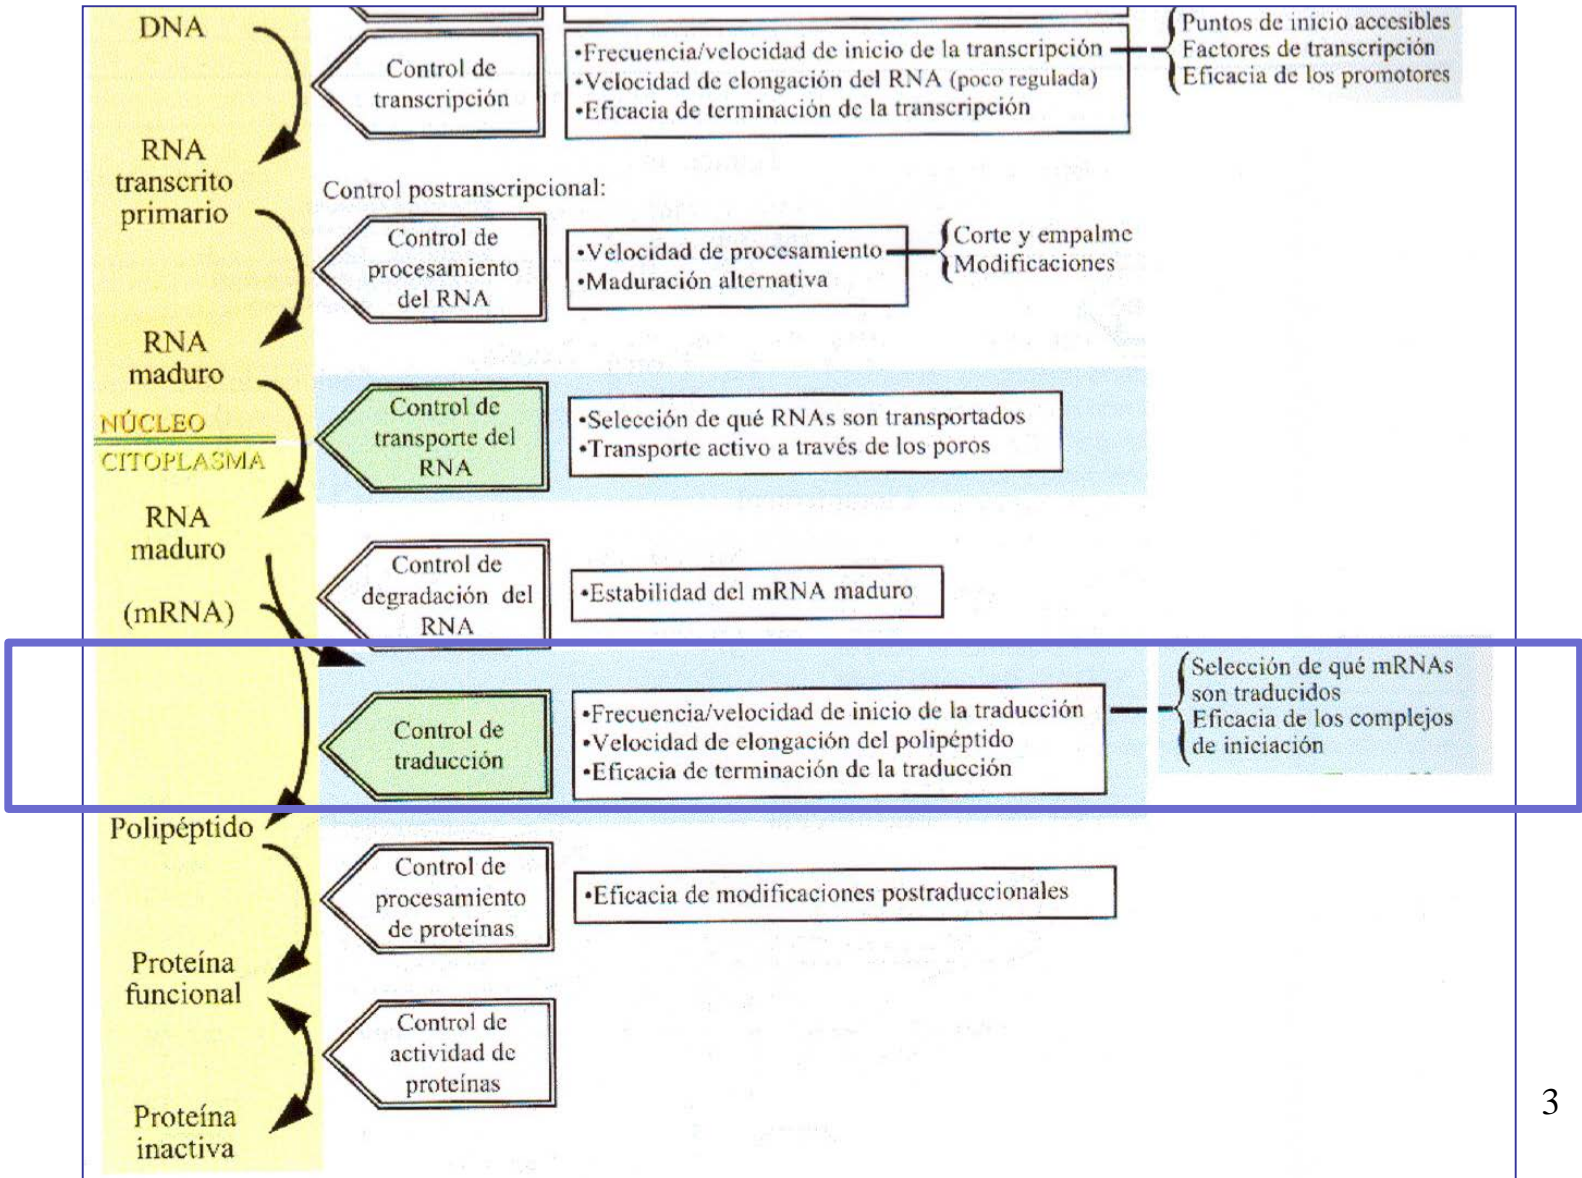 DNA
Control de
transcripción
•Frecuencia/velocidad de inicio de la transcripción
•Velocidad de elongación del RNA (poco regulada)
•Eficacia de terminación de la transcripción
Puntos de inicio accesibles
Factores de transcripción
Eficacia de los promotores
RNA
transcrito
primario
Control postranscripcional:
Control de
procesamiento
del RNA
•Velocidad de procesamiento
•Maduración alternativa
Corte y empalme
Modificaciones
RNA
maduro
NÚCLEO
CITOPLASMA
Control de
transporte del
RNA
•Selección de qué RNAs son transportados
•Transporte activo a través de los poros
RNA
maduro
(mRNA)
Control de
degradación del
RNA
•Estabilidad del mRNA maduro
Control de
traducción
•Frecuencia/velocidad de inicio de la traducción
•Velocidad de elongación del polipéptido
•Eficacia de terminación de la traducción
Selección de qué mRNAs
son traducidos
Eficacia de los complejos
de iniciación
Polipéptido
Control de
procesamiento
de proteínas
•Eficacia de modificaciones postraduccionales
Proteína
funcional
Control de
actividad de
proteínas
Proteína
inactiva
3